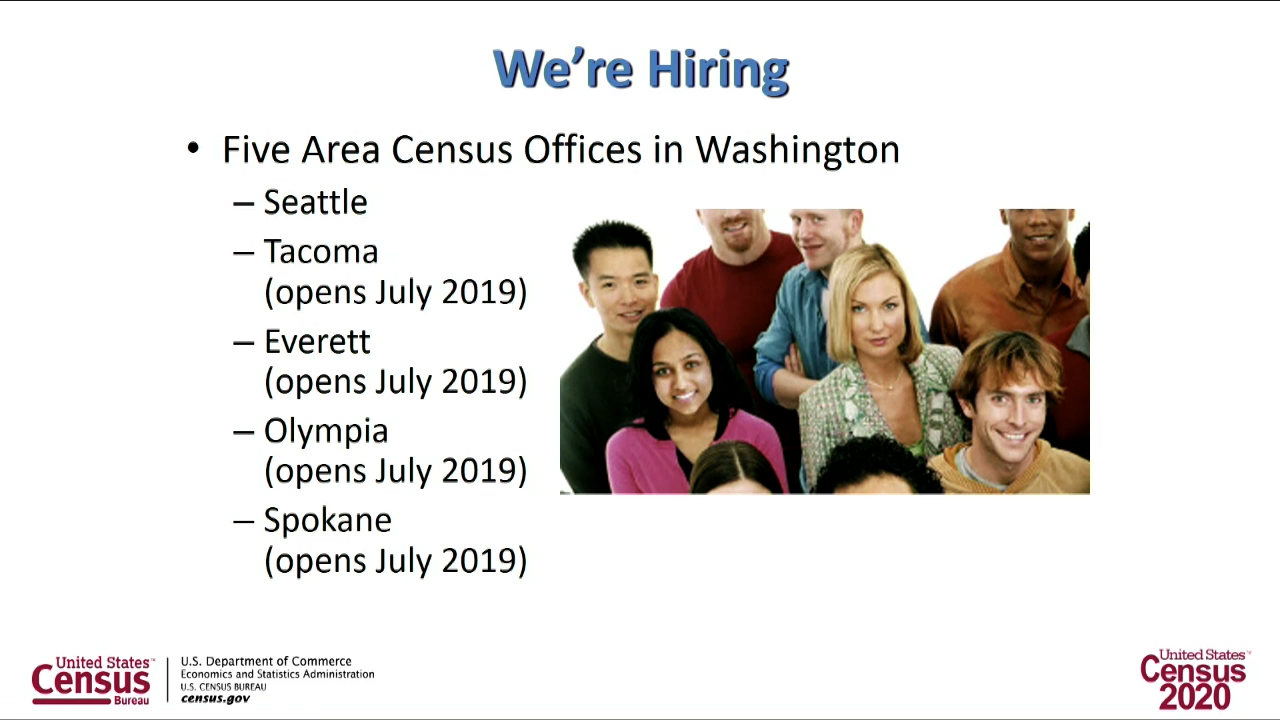 We're Hiring
• Five Area Census Offices in Washington
– Seattle
– Tacoma
(opens July 2019)
– Everett
(opens July 2019)
– Olympia
(opens July 2019)
– Spokane
(opens July 2019)
United States™
Census
Bureau
U.S. Department of Commerce
Economics and Statistics Administration
U.S. CENSUS BUREAU
census.gov
United States™
Census
2020